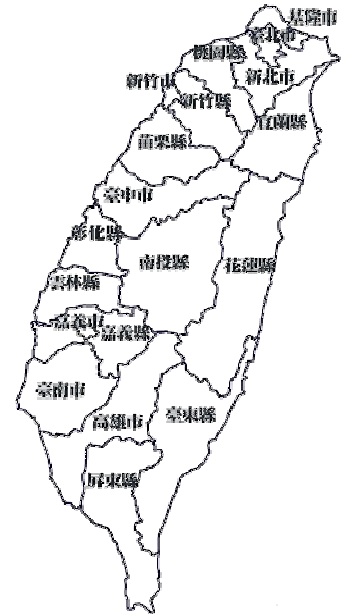 基隆市
臺北市
桃園縣
新北市
新竹市
新竹縣
宜蘭縣
苗栗縣
臺中市
彰化縣
南投縣
花蓮縣
雲林縣
嘉義市
嘉義縣
臺南市
高雄市
臺東縣
屏東縣